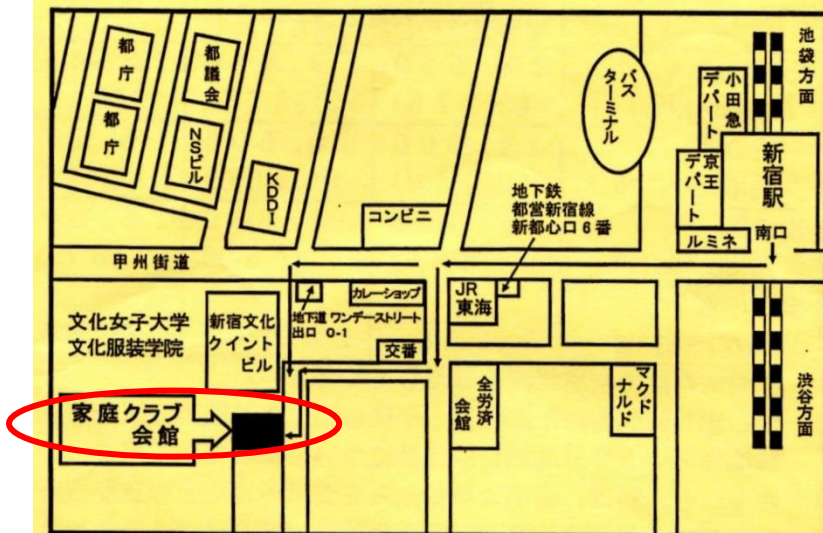 都庁
都庁
都議会
NSビル
KDDI
コンビニ
バス
ターミナル
地下鉄
都営新宿線
新都心口6番
小田急
デパート
京王
デパート
ルミネ
新宿駅
南口
池袋方面
甲州街道
文化女子大学
文化服装学院
新宿文化
クイント
ビル
地下道 ワンデーストリート
出口 O-1
カレーショップ
交番
JR
東海
全労済
会館
マクド
ナルド
渋谷方面
家庭クラブ
会館